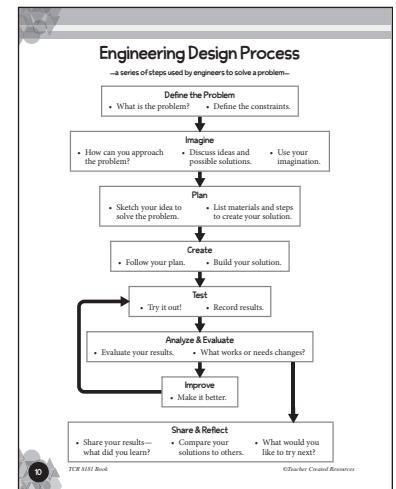 Engineering Design Process
—a series of steps used by engineers to solve a problem—
Define the Problem
• What is the problem? • Define the constraints.
Imagine
• How can you approach the problem?
• Discuss ideas and possible solutions.
• Use your imagination.
Plan
• Sketch your idea to solve the problem.
• List materials and steps to create your solution.
Create
• Follow your plan. • Build your solution.
Test
• Try it out! • Record results.
Analyze & Evaluate
• Evaluate your results. • What works or needs changes?
Improve
• Make it better.
Share & Reflect
• Share your results—what did you learn?
• Compare your solutions to others.
• What would you like to try next?
10
TCR 8181 Book
©Teacher Created Resources